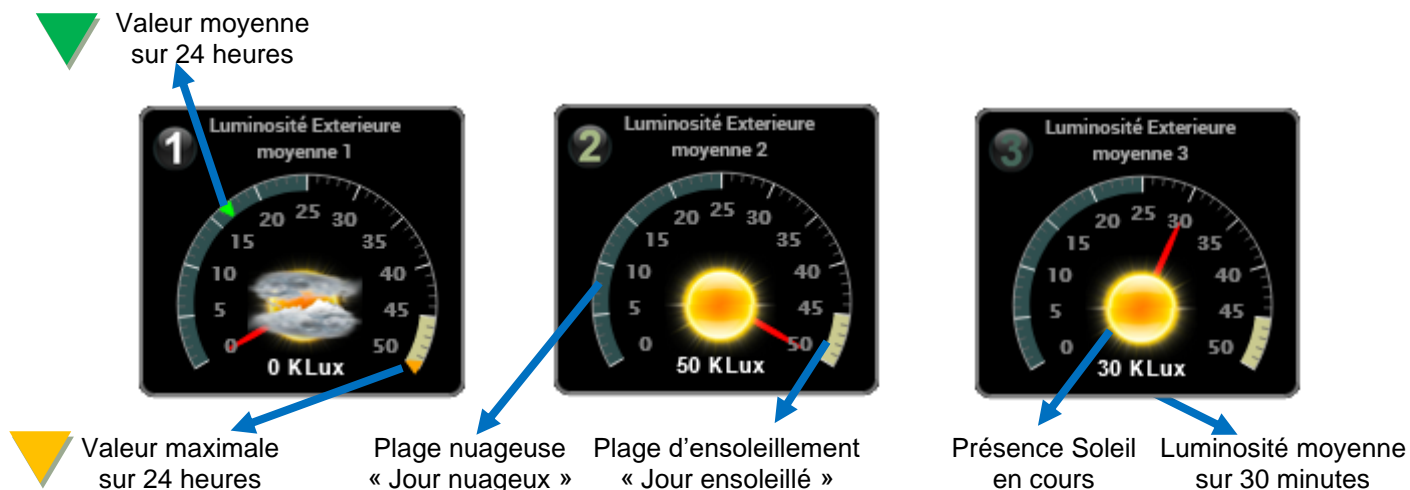 Valeur moyenne
sur 24 heures
1
Luminosité Exterieure
moyenne 1
0
5
10
15
20
25
30
35
40
45
50
0 KLux
2
Luminosité Exterieure
moyenne 2
0
5
10
15
20
25
30
35
40
45
50
50 KLux
3
Luminosité Exterieure
moyenne 3
0
5
10
15
20
25
30
35
40
45
50
30 KLux
Valeur maximale
sur 24 heures
Plage nuageuse
« Jour nuageux »
Plage d’ensoleillement
« Jour ensoleillé »
Présence Soleil
en cours
Luminosité moyenne
sur 30 minutes